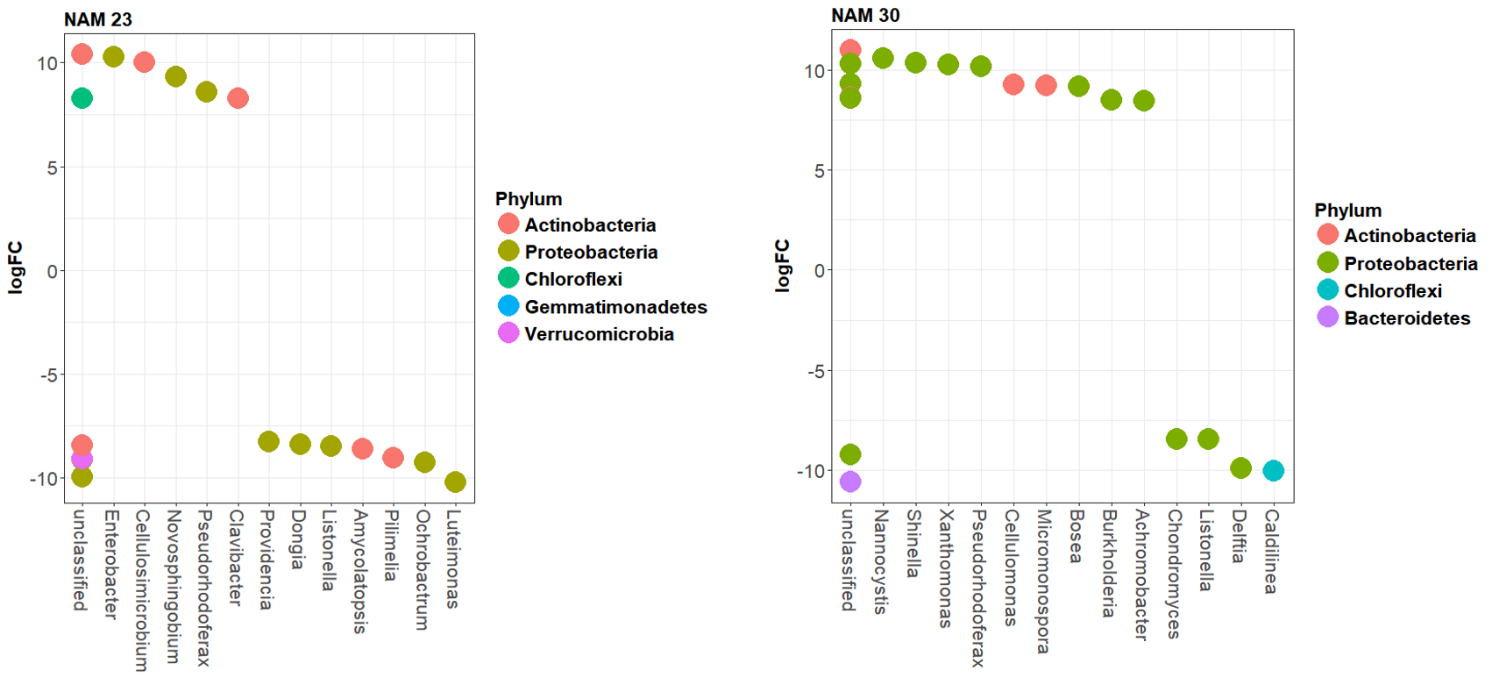 NAM 23
10
5
0
-5
-10
logFC
unclassified
Enterobacter
Cellulosimicrobium
Novosphingobium
Pseudorhodoferax
Clavibacter
Providencia
Dongia
Listonella
Amycolatopsis
Pilimelia
Ochrobactrum
Luteimonas
Phylum
Actinobacteria
Proteobacteria
Chloroflexi
Gemmatimonadetes
Verrucomicrobia
NAM 30
10
5
0
-5
-10
logFC
unclassified
Nannocystis
Shinella
Xanthomonas
Pseudorhodoferax
Cellulomonas
Micromonospora
Bosea
Burkholderia
Achromobacter
Chondromyces
Listonella
Delftia
Caldilinea
Phylum
Actinobacteria
Proteobacteria
Chloroflexi
Bacteroidetes